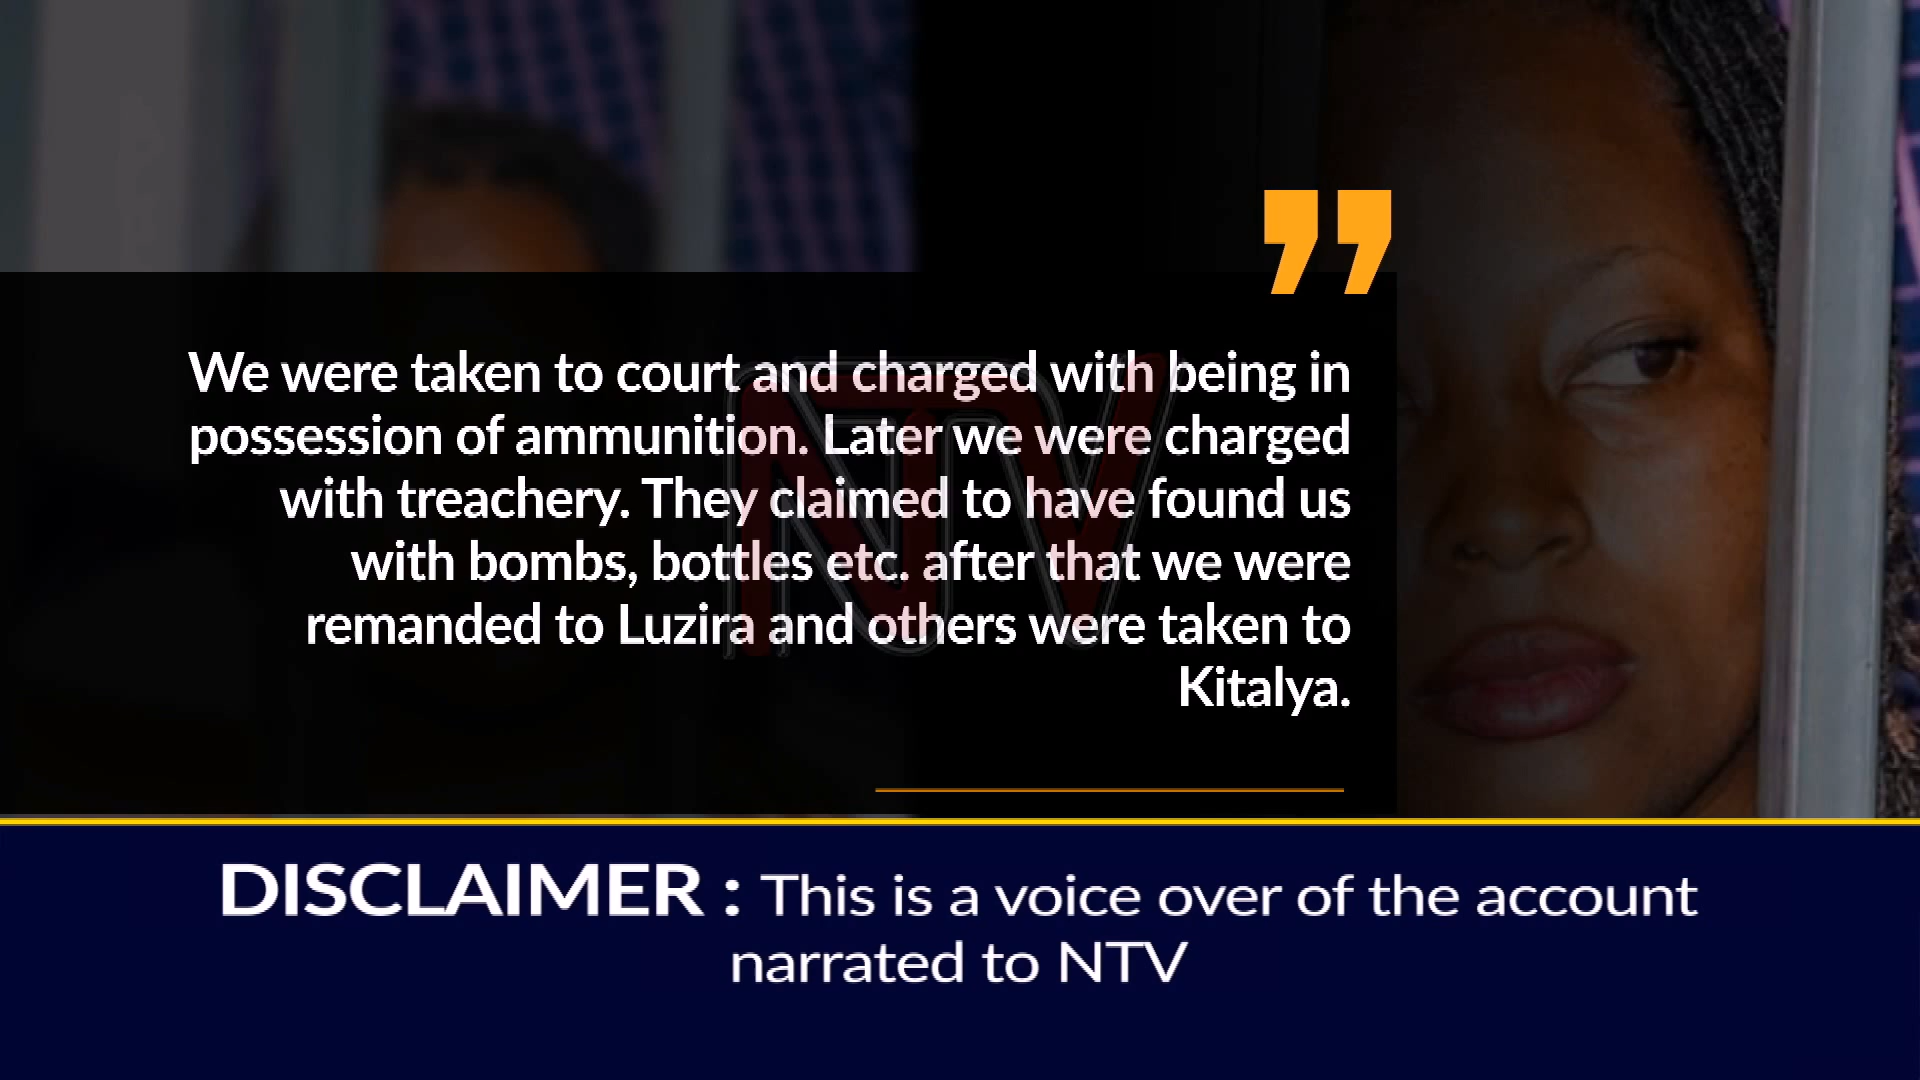 ”
We were taken to court and charged with being in
possession of ammunition. Later we were charged
with treachery. They claimed to have found us
with bombs, bottles etc. after that we were
remanded to Luzira and others were taken to
Kitalya.
NTV
DISCLAIMER : This is a voice over of the account
narrated to NTV